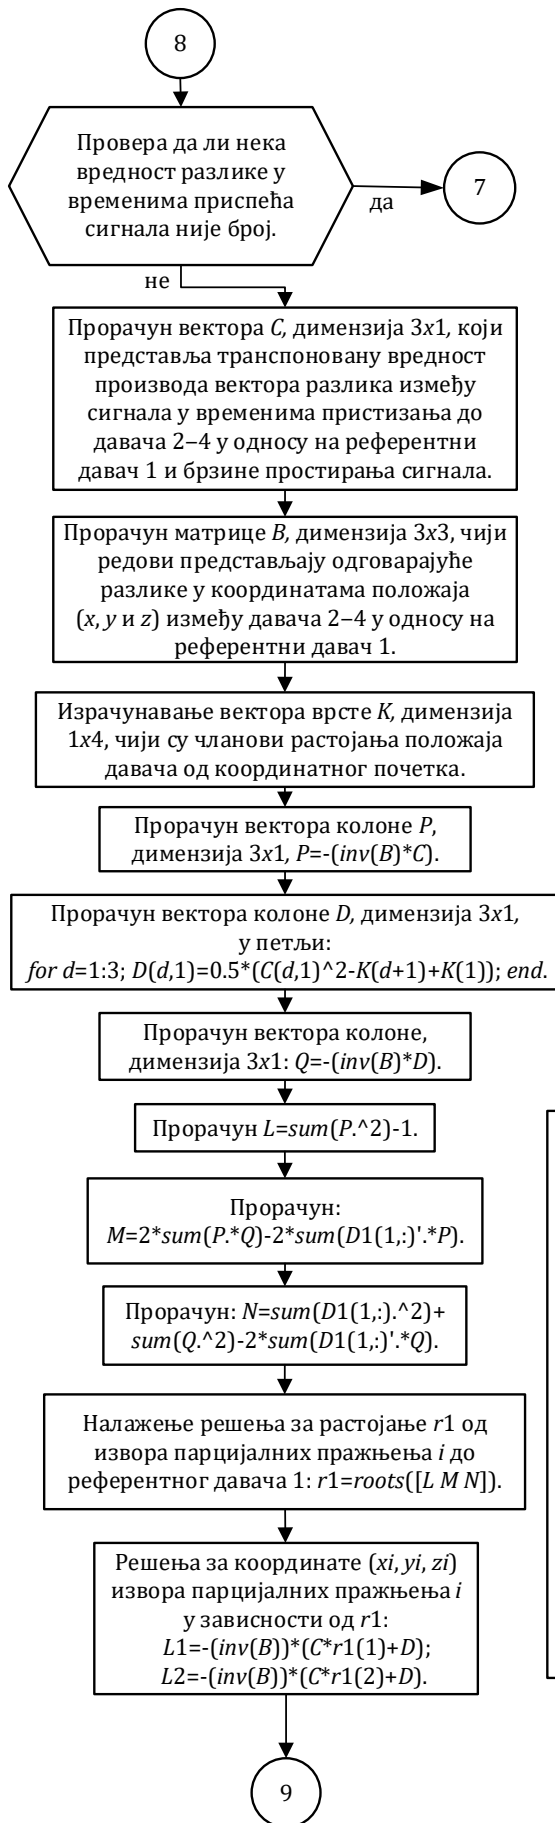 8
Провера да ли нека
вредност разлике у
временима приспећа
сигнала није број.
да
7
не
Прорачун вектора C, димензија 3x1, који
представља транспоновану вредност
производа вектора разлика између
сигнала у временима пристизања до
давача 2–4 у односу на референтни
давач 1 и брзине простирања сигнала.
Прорачун матрице B, димензија 3x3, чији
редови представљају одговарајуће
разлике у координатама положаја
(x, y и z) између давача 2–4 у односу на
референтни давач 1.
Израчунавање вектора врсте K, димензија
1x4, чији су чланови растојања положаја
давача од координатног почетка.
Прорачун вектора колоне P,
димензија 3x1, P=-(inv(B)*C).
Прорачун вектора колоне D, димензија 3x1,
у петљи:
for d=1:3; D(d,1)=0.5*(C(d,1)^2-K(d+1)+K(1)); end.
Прорачун вектора колоне,
димензија 3x1: Q=-(inv(B)*D).
Прорачун L=sum(P.^2)-1.
Прорачун:
M=2*sum(P.*Q)-2*sum(D1(1,:)'.*P).
Прорачун: N=sum(D1(1,:).^2)+
sum(Q.^2)-2*sum(D1(1,:)'.*Q).
Налажење решења за растојање r1 од
извора парцијалних пражњења i до
референтног давача 1: r1=roots([L M N]).
Решења за координате (xi, yi, zi)
извора парцијалних пражњења i
у зависности од r1:
L1=-(inv(B))*(C*r1(1)+D);
L2=-(inv(B))*(C*r1(2)+D).
9